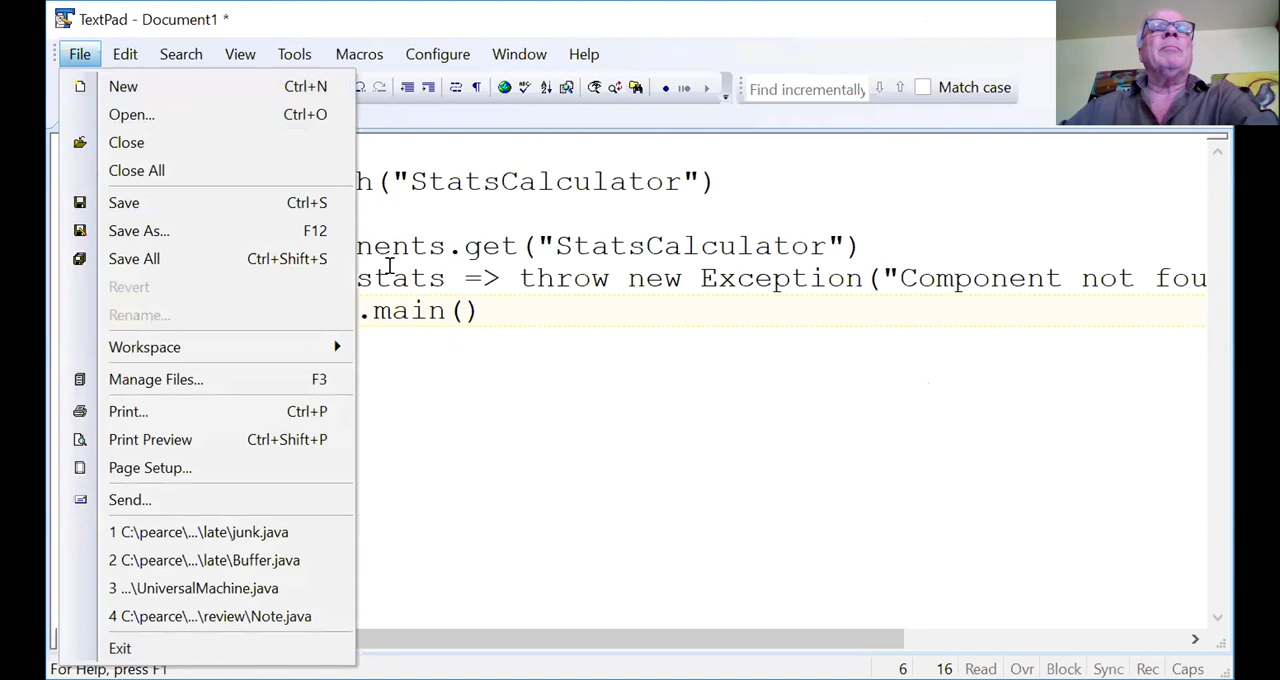 TextPad - Document1 *
File Edit Search View Tools Macros Configure Window Help
Find incrementally Match case
New Ctrl+N
Open... Ctrl+O
Close
Close All
Save Ctrl+S
Save As... F12
Save All Ctrl+Shift+S
Revert
Rename...
Workspace
Manage Files... F3
Print... Ctrl+P
Print Preview Ctrl+Shift+P
Page Setup...
Send...
1 C:\pearce\...\late\junk.java
2 C:\pearce\...\late\Buffer.java
3 ...\UniversalMachine.java
4 C:\pearce\...\review\Note.java
Exit
h("StatsCalculator")
nents.get("StatsCalculator")
stats => throw new Exception("Component not fou
.main()
For Help, press F1
6 16 Read Ovr Block Sync Rec Caps